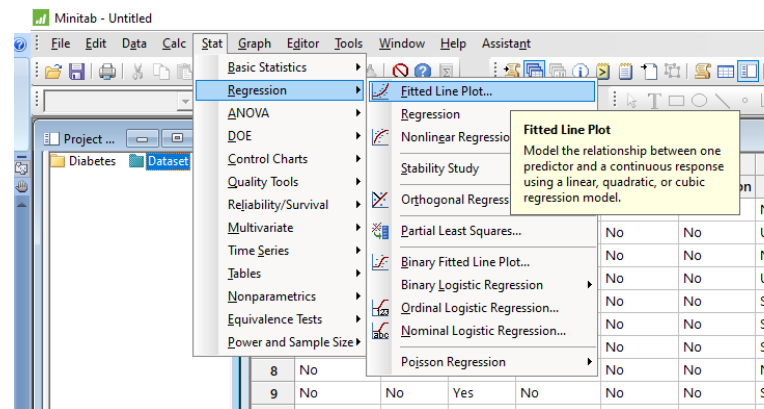 Minitab - Untitled
File Edit Data Calc Stat Graph Editor Tools Window Help Assistant
Basic Statistics
Regression
ANOVA
DOE
Control Charts
Quality Tools
Reliability/Survival
Multivariate
Time Series
Tables
Nonparametrics
Equivalence Tests
Power and Sample Size
Fitted Line Plot...
Regression
Nonlinear Regressio
Stability Study
Orthogonal Regress
Partial Least Squares...
Binary Fitted Line Plot...
Binary Logistic Regression
Ordinal Logistic Regression...
Nominal Logistic Regression...
Poisson Regression
Fitted Line Plot
Model the relationship between one
predictor and a continuous response
using a linear, quadratic, or cubic
regression model.
Project ...
Diabetes Dataset
on
No No
No No
No No
No No
No No
No No
8 No No No
9 No No Yes No No No